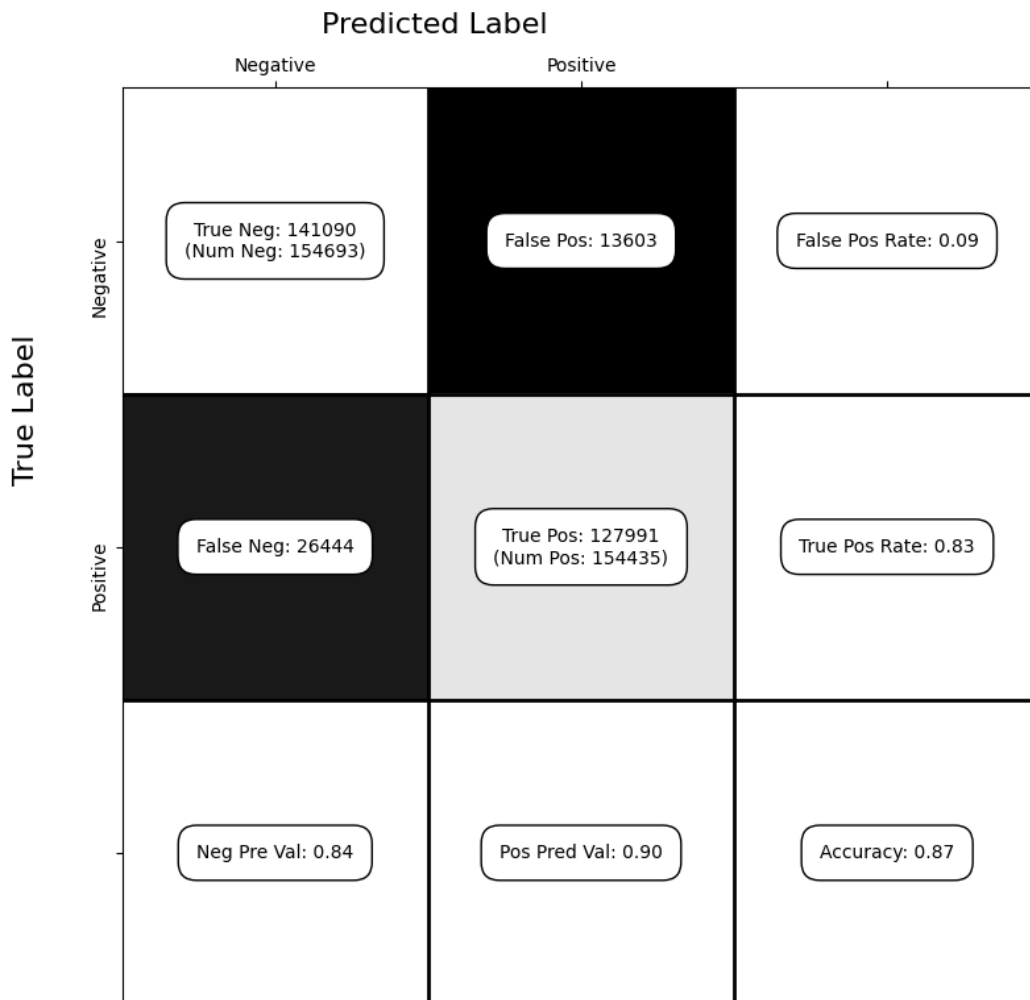 Predicted Label
Negative
Positive
True Label
Negative
True Neg: 141090
(Num Neg: 154693)
False Pos: 13603
False Pos Rate: 0.09
Positive
False Neg: 26444
True Pos: 127991
(Num Pos: 154435)
True Pos Rate: 0.83
Neg Pre Val: 0.84
Pos Pred Val: 0.90
Accuracy: 0.87